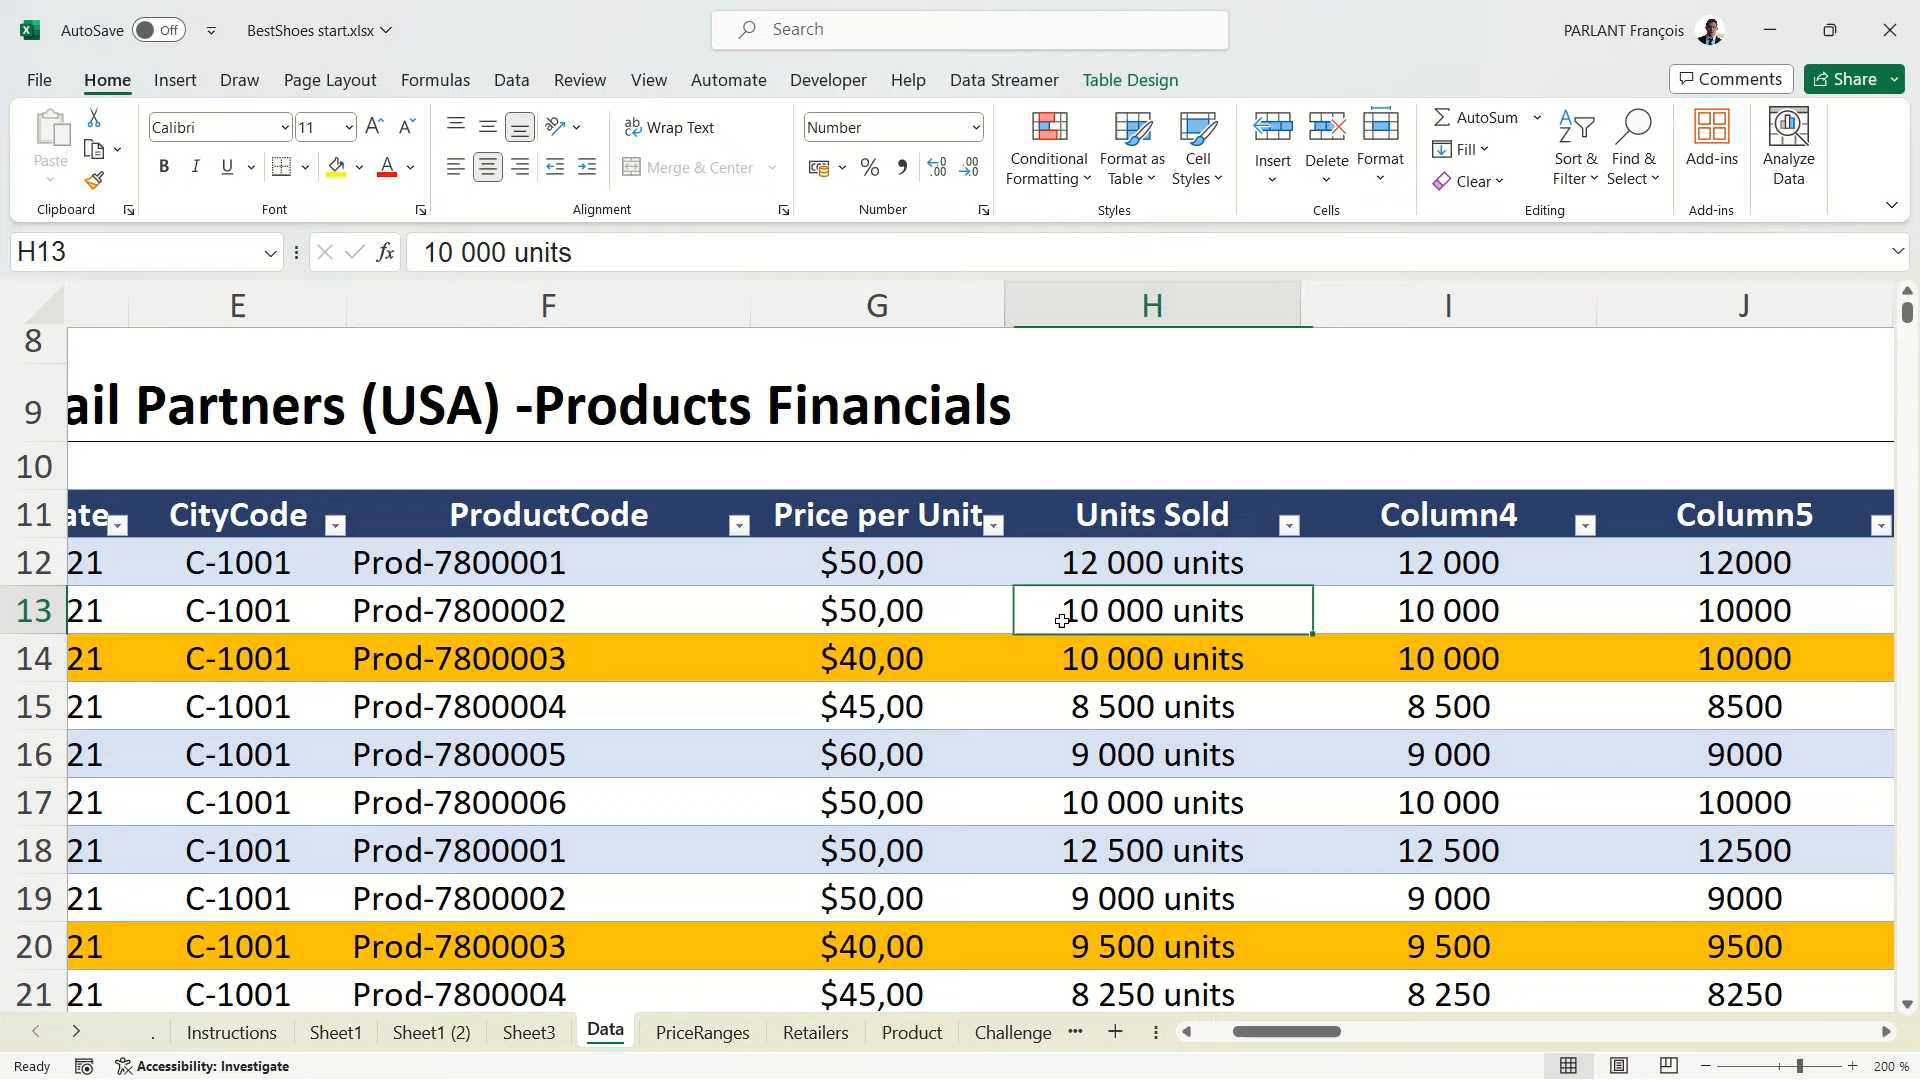 AutoSave Off BestShoes start.xlsx Search PARLANT François
File Home Insert Draw Page Layout Formulas Data Review View Automate Developer Help Data Streamer Table Design Comments Share
Paste Calibri 11 Wrap Text Number Conditional Formatting Format as Table Cell Styles Insert Delete Format AutoSum Sort & Filter Find & Select Add-ins Analyze Data
B I U A Merge & Center % Fill
Clear
Clipboard Font Alignment Number Styles Cells Editing Add-ins
H13 fx 10 000 units
E F G H I J
8
9 ail Partners (USA) -Products Financials
10
11 ate CityCode ProductCode Price per Unit Units Sold Column4 Column5
12 21 C-1001 Prod-7800001 $50,00 12 000 units 12 000 12000
13 21 C-1001 Prod-7800002 $50,00 10 000 units 10 000 10000
14 21 C-1001 Prod-7800003 $40,00 10 000 units 10 000 10000
15 21 C-1001 Prod-7800004 $45,00 8 500 units 8 500 8500
16 21 C-1001 Prod-7800005 $60,00 9 000 units 9 000 9000
17 21 C-1001 Prod-7800006 $50,00 10 000 units 10 000 10000
18 21 C-1001 Prod-7800001 $50,00 12 500 units 12 500 12500
19 21 C-1001 Prod-7800002 $50,00 9 000 units 9 000 9000
20 21 C-1001 Prod-7800003 $40,00 9 500 units 9 500 9500
21 21 C-1001 Prod-7800004 $45,00 8 250 units 8 250 8250
. Instructions Sheet1 Sheet1 (2) Sheet3 Data PriceRanges Retailers Product Challenge ...
Ready Accessibility: Investigate 200 %